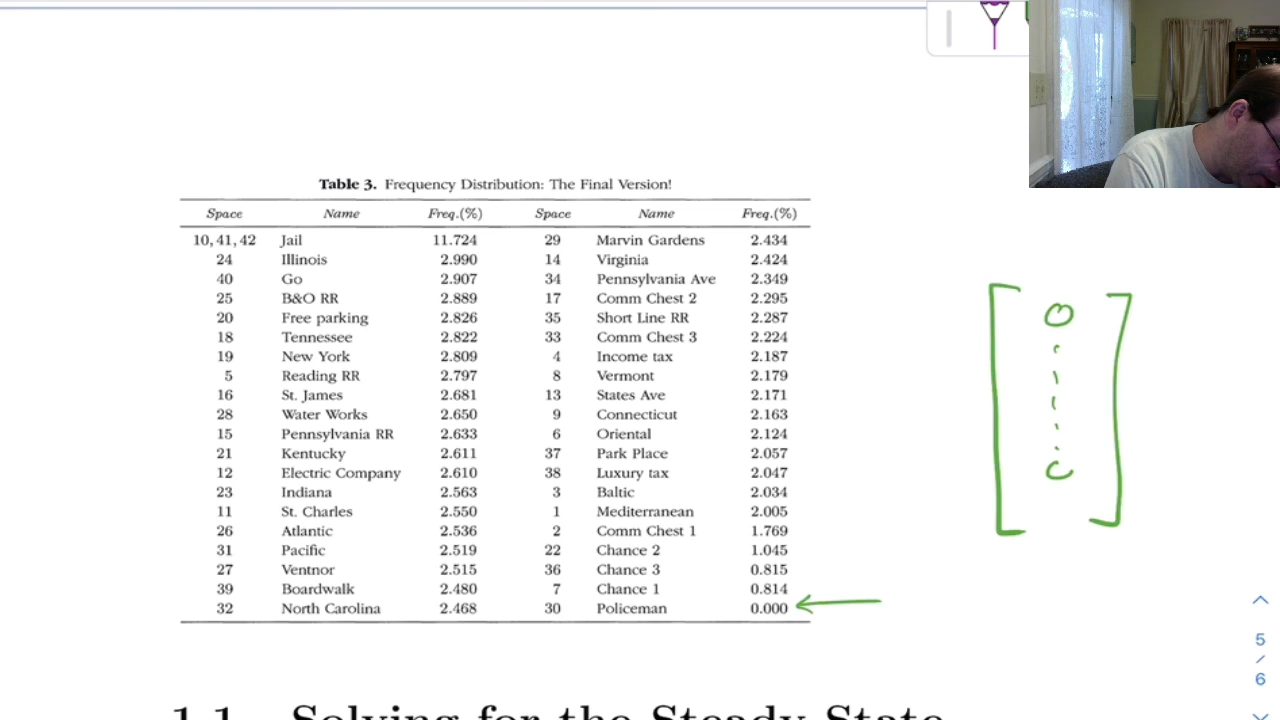 Table 3. Frequency Distribution: The Final Version!
Space Name Freq.(%) Space Name Freq.(%)
10, 41, 42 Jail 11.724 29 Marvin Gardens 2.434
24 Illinois 2.990 14 Virginia 2.424
40 Go 2.907 34 Pennsylvania Ave 2.349
25 B&O RR 2.889 17 Comm Chest 2 2.295
20 Free parking 2.826 35 Short Line RR 2.287
18 Tennessee 2.822 33 Comm Chest 3 2.224
19 New York 2.809 4 Income tax 2.187
5 Reading RR 2.797 8 Vermont 2.179
16 St. James 2.681 13 States Ave 2.171
28 Water Works 2.650 9 Connecticut 2.163
15 Pennsylvania RR 2.633 6 Oriental 2.124
21 Kentucky 2.611 37 Park Place 2.057
12 Electric Company 2.610 38 Luxury tax 2.047
23 Indiana 2.563 3 Baltic 2.034
11 St. Charles 2.550 1 Mediterranean 2.005
26 Atlantic 2.536 2 Comm Chest 1 1.769
31 Pacific 2.519 22 Chance 2 1.045
27 Ventnor 2.515 36 Chance 3 0.815
39 Boardwalk 2.480 7 Chance 1 0.814
32 North Carolina 2.468 30 Policeman 0.000
0
5
/
6
1.1 Solving for the Steady State